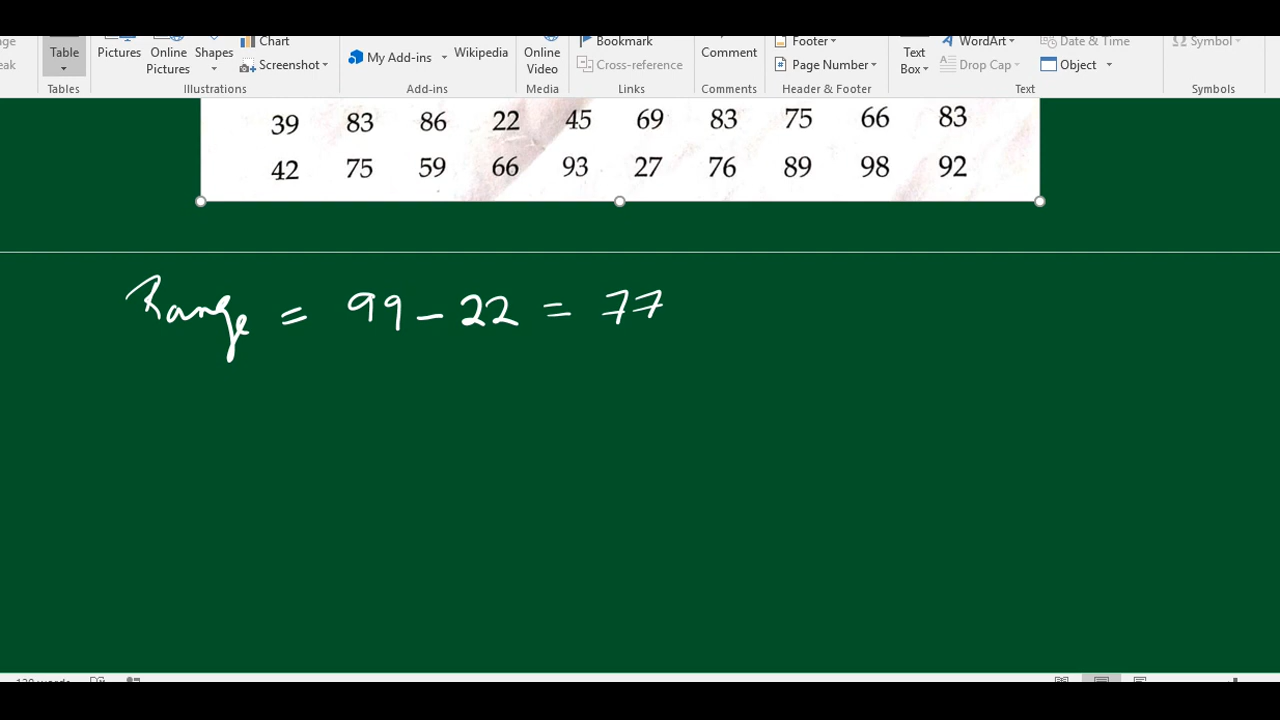 Table Pictures Online Pictures Shapes Chart Screenshot My Add-ins Wikipedia Online Video Bookmark Cross-reference Comment Footer Page Number Text Box WordArt Drop Cap Date & Time Object Symbol
Tables Illustrations Add-ins Media Links Comments Header & Footer Text Symbols
39 83 86 22 45 69 83 75 66 83
42 75 59 66 93 27 76 89 98 92
Range = 99 - 22 = 77